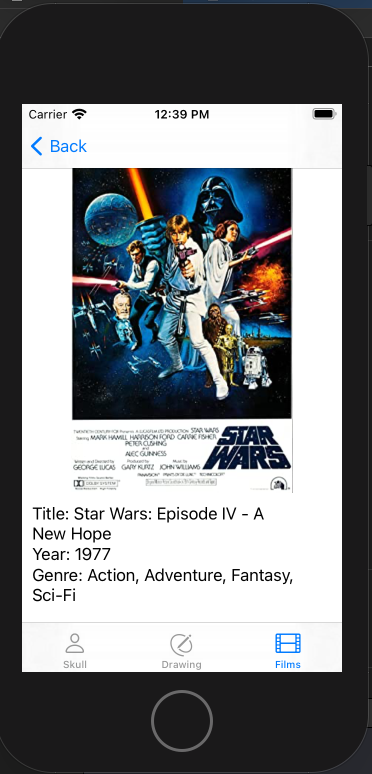 Carrier 12:39 PM
Back
TWENTIETH CENTURY-FOX Presents A LUCASFILM LTD. PRODUCTION STAR WARS
Starring MARK HAMILL HARRISON FORD CARRIE FISHER
PETER CUSHING
and
ALEC GUINNESS
Written and Directed by GEORGE LUCAS Produced by GARY KURTZ Music by JOHN WILLIAMS
STAR WARS
Title: Star Wars: Episode IV - A
New Hope
Year: 1977
Genre: Action, Adventure, Fantasy,
Sci-Fi
Skull Drawing Films